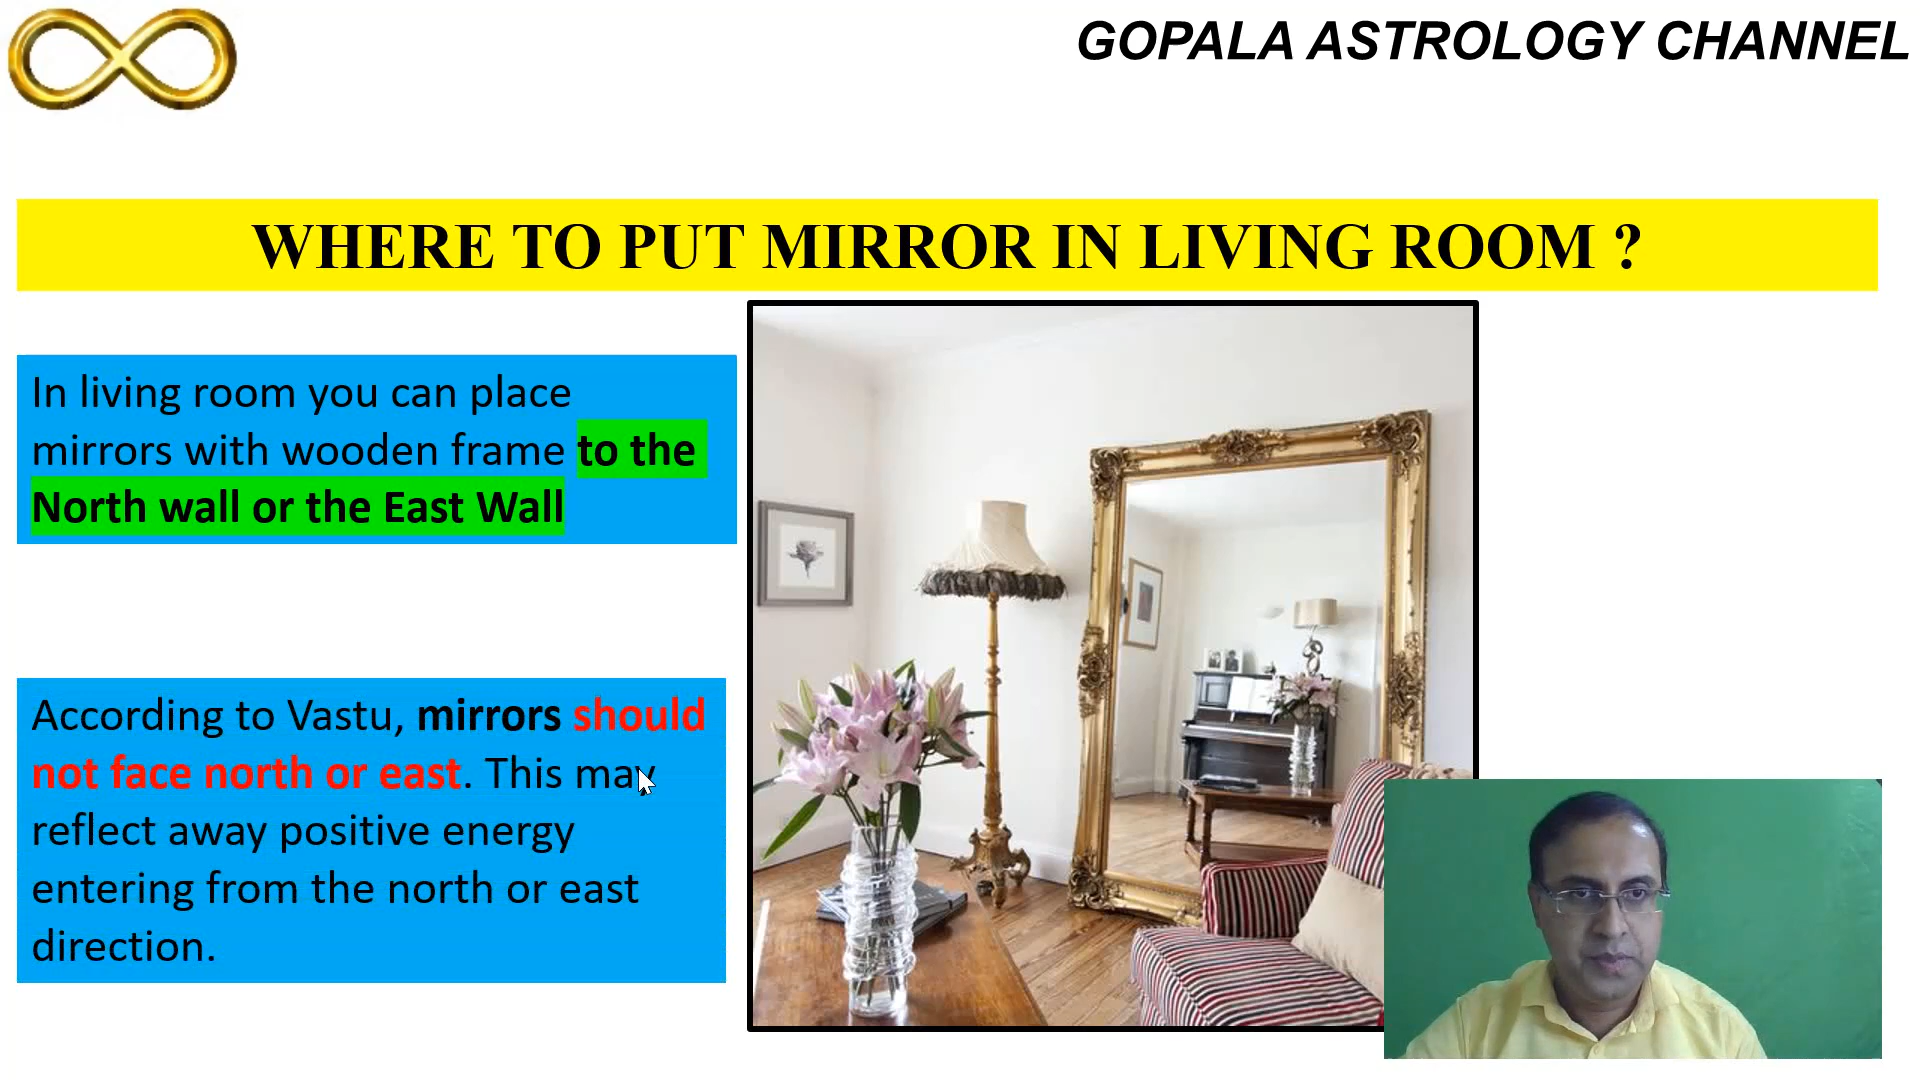 GOPALA ASTROLOGY CHANNEL
WHERE TO PUT MIRROR IN LIVING ROOM ?
In living room you can place
mirrors with wooden frame to the
North wall or the East Wall
According to Vastu, mirrors should
not face north or east. This may
reflect away positive energy
entering from the north or east
direction.